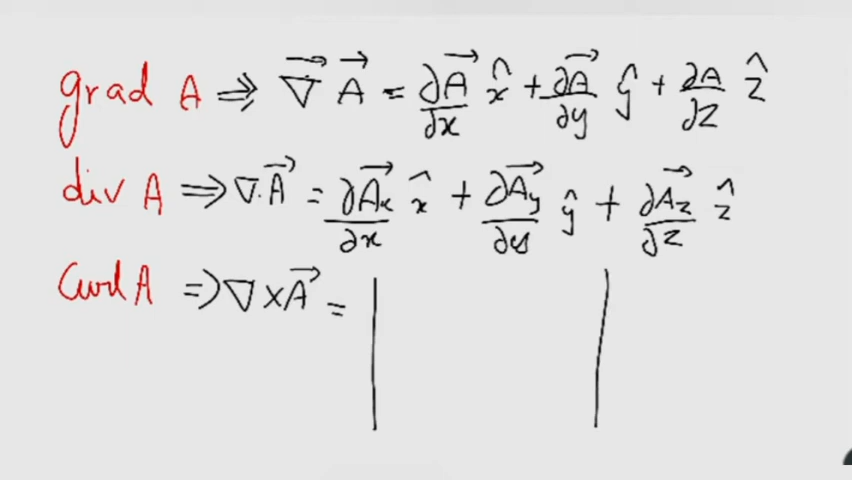 grad A ⇒ ∇⃗ A⃗ = ∂A⃗/∂x x̂ + ∂A⃗/∂y ŷ + ∂A/∂z ẑ
div A ⇒ ∇·A⃗ = ∂A⃗x/∂x x̂ + ∂A⃗y/∂y ŷ + ∂A⃗z/∂z ẑ
Curl A ⇒ ∇×A⃗ = | |